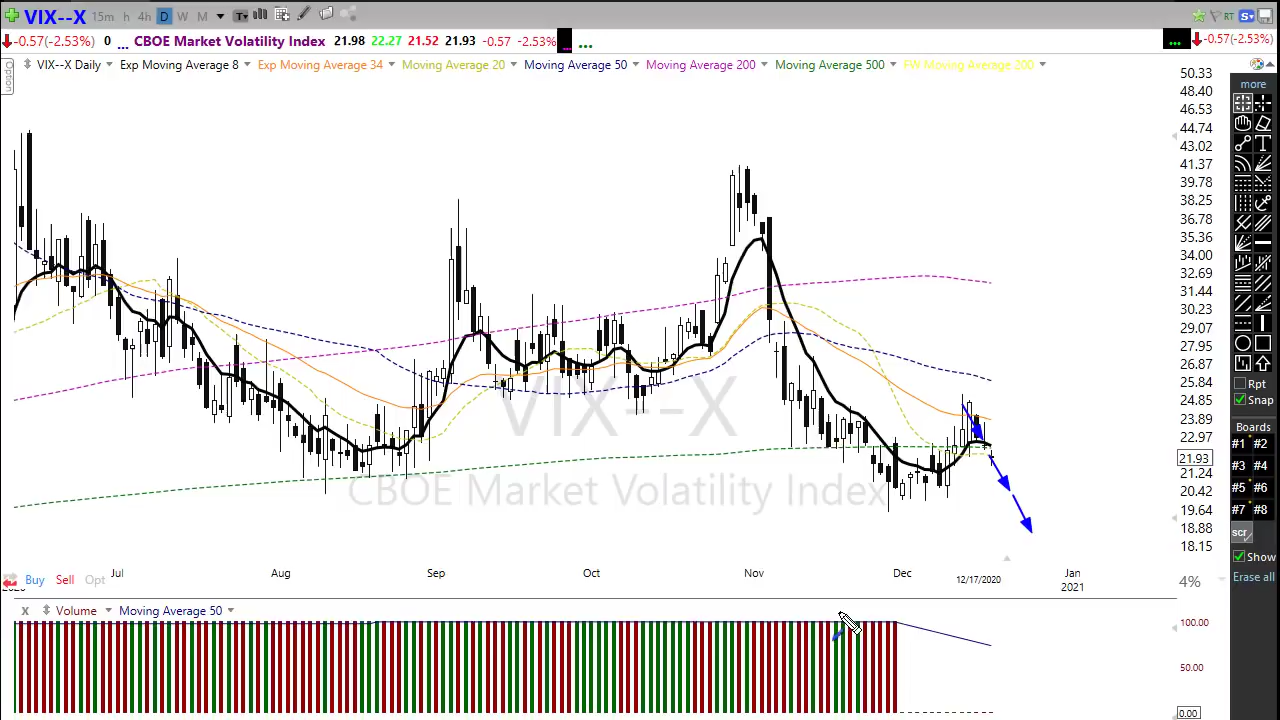 VIX--X 15m h 4h D W M T
RT S
-0.57(-2.53%) 0 ... CBOE Market Volatility Index 21.98 22.27 21.52 21.93 -0.57 -2.53% ... ...
... -0.57(-2.53%)
Option
VIX--X Daily Exp Moving Average 8 Exp Moving Average 34 Moving Average 20 Moving Average 50 Moving Average 200 Moving Average 500 FW Moving Average 200
50.33
48.40
46.53
44.74
43.02
41.37
39.78
38.25
36.78
35.36
34.00
32.69
31.44
30.23
29.07
27.95
26.87
25.84
24.85
23.89
22.97
21.93
21.24
20.42
19.64
18.88
18.15
more
T
Rpt
Snap
Boards
#1 #2
#3 #4
#5 #6
#7 #8
scr
Show
Erase all
VIX--X
CBOE Market Volatility Index
Buy Sell Opt
Jul Aug Sep Oct Nov Dec 12/17/2020 Jan
2021
4%
X Volume Moving Average 50
100.00
50.00
0.00